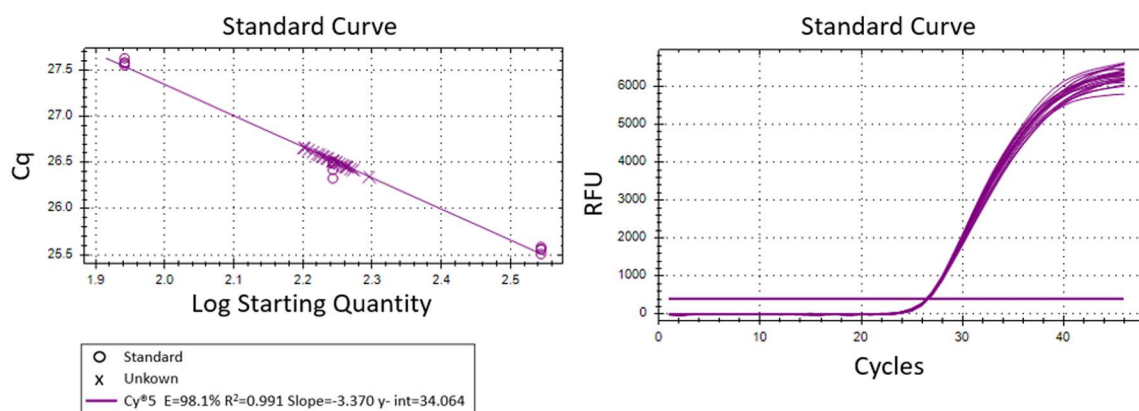 Standard Curve
Cq
27.5
27.0
26.5
26.0
25.5
1.9 2.0 2.1 2.2 2.3 2.4 2.5
Log Starting Quantity
Standard
Unkown
Cy®5 E=98.1% R²=0.991 Slope=-3.370 y- int=34.064
Standard Curve
RFU
6000
5000
4000
3000
2000
1000
0
0 10 20 30 40
Cycles